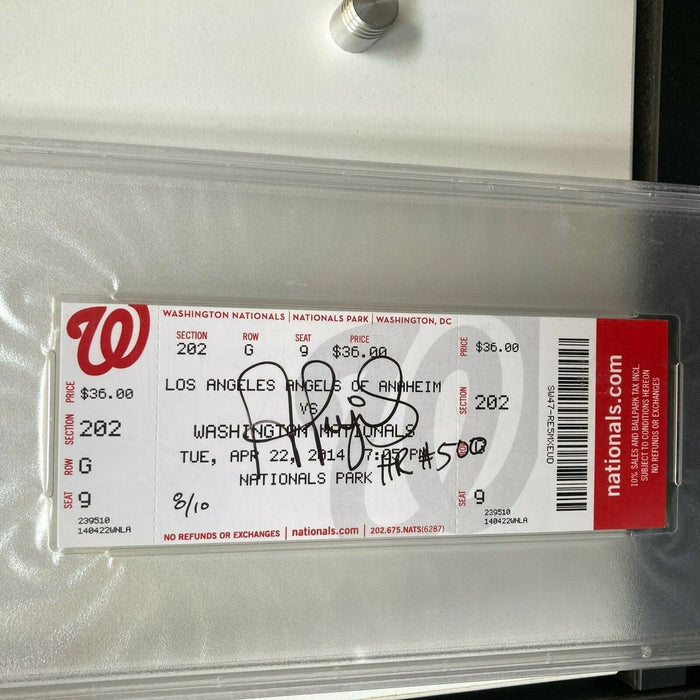 W
PRICE $36.00
SECTION 202
ROW G
SEAT 9
239510
140422WNLA
WASHINGTON NATIONALS | NATIONALS PARK | WASHINGTON, DC
SECTION ROW SEAT PRICE
202 G 9 $36.00
LOS ANGELES ANGELS OF ANAHEIM
VS
WASHINGTON NATIONALS
TUE, APR 22, 2014 7:05PM
NATIONALS PARK
HR #500
8/10
NO REFUNDS OR EXCHANGES | nationals.com | 202.675.NATS(6287)
PRICE $36.00
SECTION 202
G
SEAT 9
239510
140422WNLA
SW47-RESMXEUD
nationals.com
10% SALES AND BALLPARK TAX INCL.
SUBJECT TO CONDITIONS HEREON
NO REFUNDS OR EXCHANGES